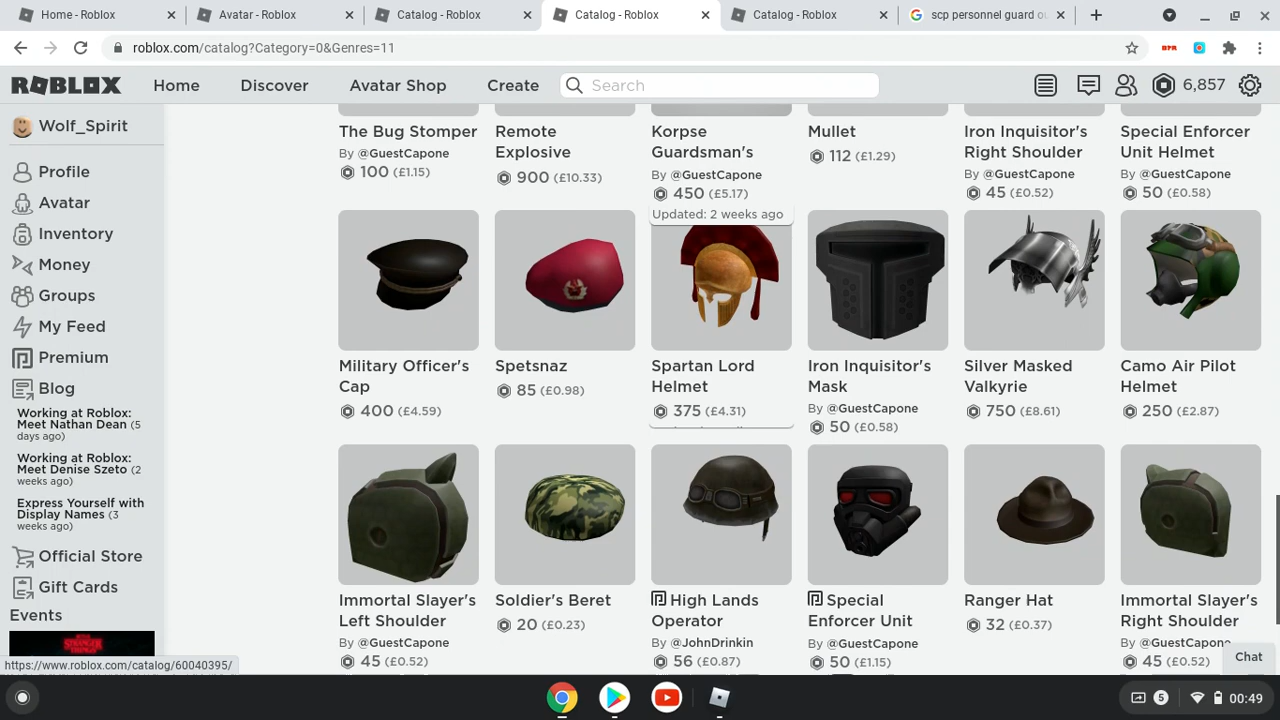 Home - Roblox
Avatar - Roblox
Catalog - Roblox
Catalog - Roblox
Catalog - Roblox
scp personnel guard ou
roblox.com/catalog?Category=0&Genres=11
ROBLOX
Home
Discover
Avatar Shop
Create
Search
6,857
Wolf_Spirit
Profile
Avatar
Inventory
Money
Groups
My Feed
Premium
Blog
Working at Roblox:
Meet Nathan Dean (5
days ago)
Working at Roblox:
Meet Denise Szeto (2
weeks ago)
Express Yourself with
Display Names (3
weeks ago)
Official Store
Gift Cards
Events
STRANGER
https://www.roblox.com/catalog/60040395/
The Bug Stomper
By @GuestCapone
100 (£1.15)
Remote
Explosive
900 (£10.33)
Korpse
Guardsman's
By @GuestCapone
450 (£5.17)
Updated: 2 weeks ago
Mullet
112 (£1.29)
Iron Inquisitor's
Right Shoulder
By @GuestCapone
45 (£0.52)
Special Enforcer
Unit Helmet
By @GuestCapone
50 (£0.58)
Military Officer's
Cap
400 (£4.59)
Spetsnaz
85 (£0.98)
Spartan Lord
Helmet
375 (£4.31)
Iron Inquisitor's
Mask
By @GuestCapone
50 (£0.58)
Silver Masked
Valkyrie
750 (£8.61)
Camo Air Pilot
Helmet
250 (£2.87)
Immortal Slayer's
Left Shoulder
By @GuestCapone
45 (£0.52)
Soldier's Beret
20 (£0.23)
High Lands
Operator
By @JohnDrinkin
56 (£0.87)
Special
Enforcer Unit
By @GuestCapone
50 (£1.15)
Ranger Hat
32 (£0.37)
Immortal Slayer's
Right Shoulder
By @GuestCapone
45 (£0.52)
Chat
5
00:49